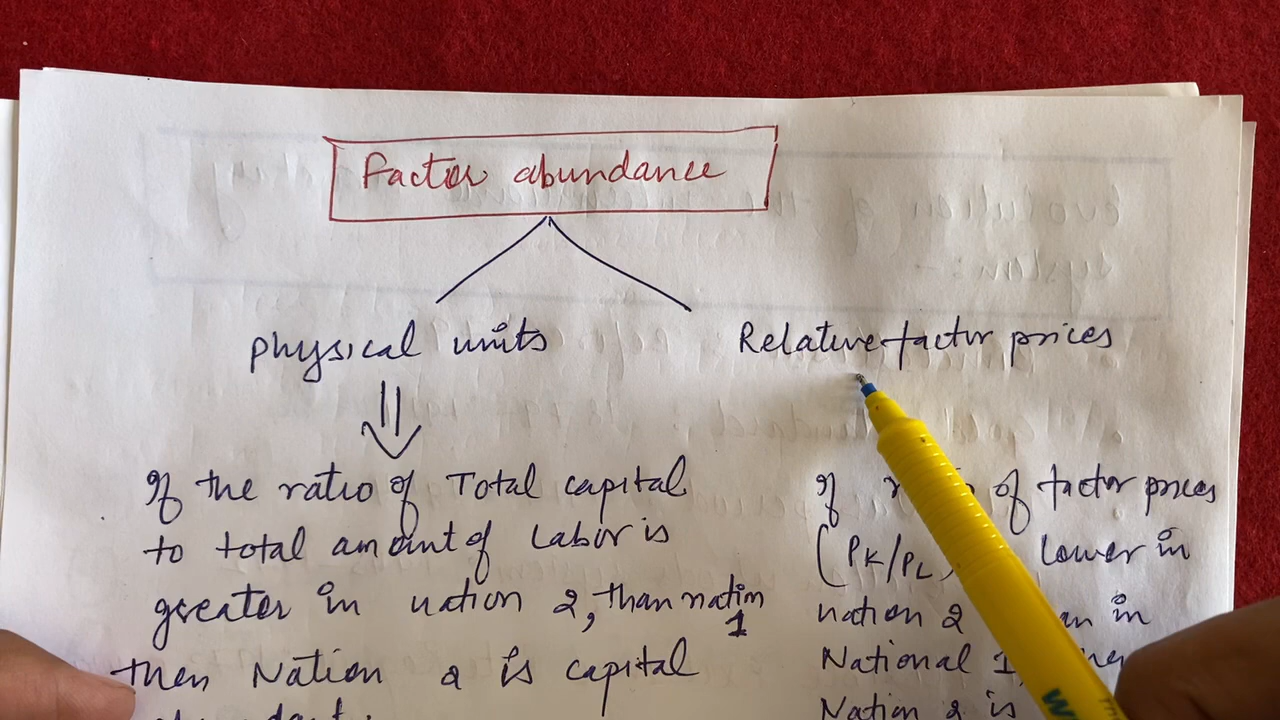 Factor abundance
Physical units
Relative factor prices
If the ratio of Total capital
to total amount of Labor is
greater in nation 2, than nation
1
then Nation 2 is capital
If of factor prices
(PK/PL) lower in
nation 2 in
National 1,
Nation 2 is